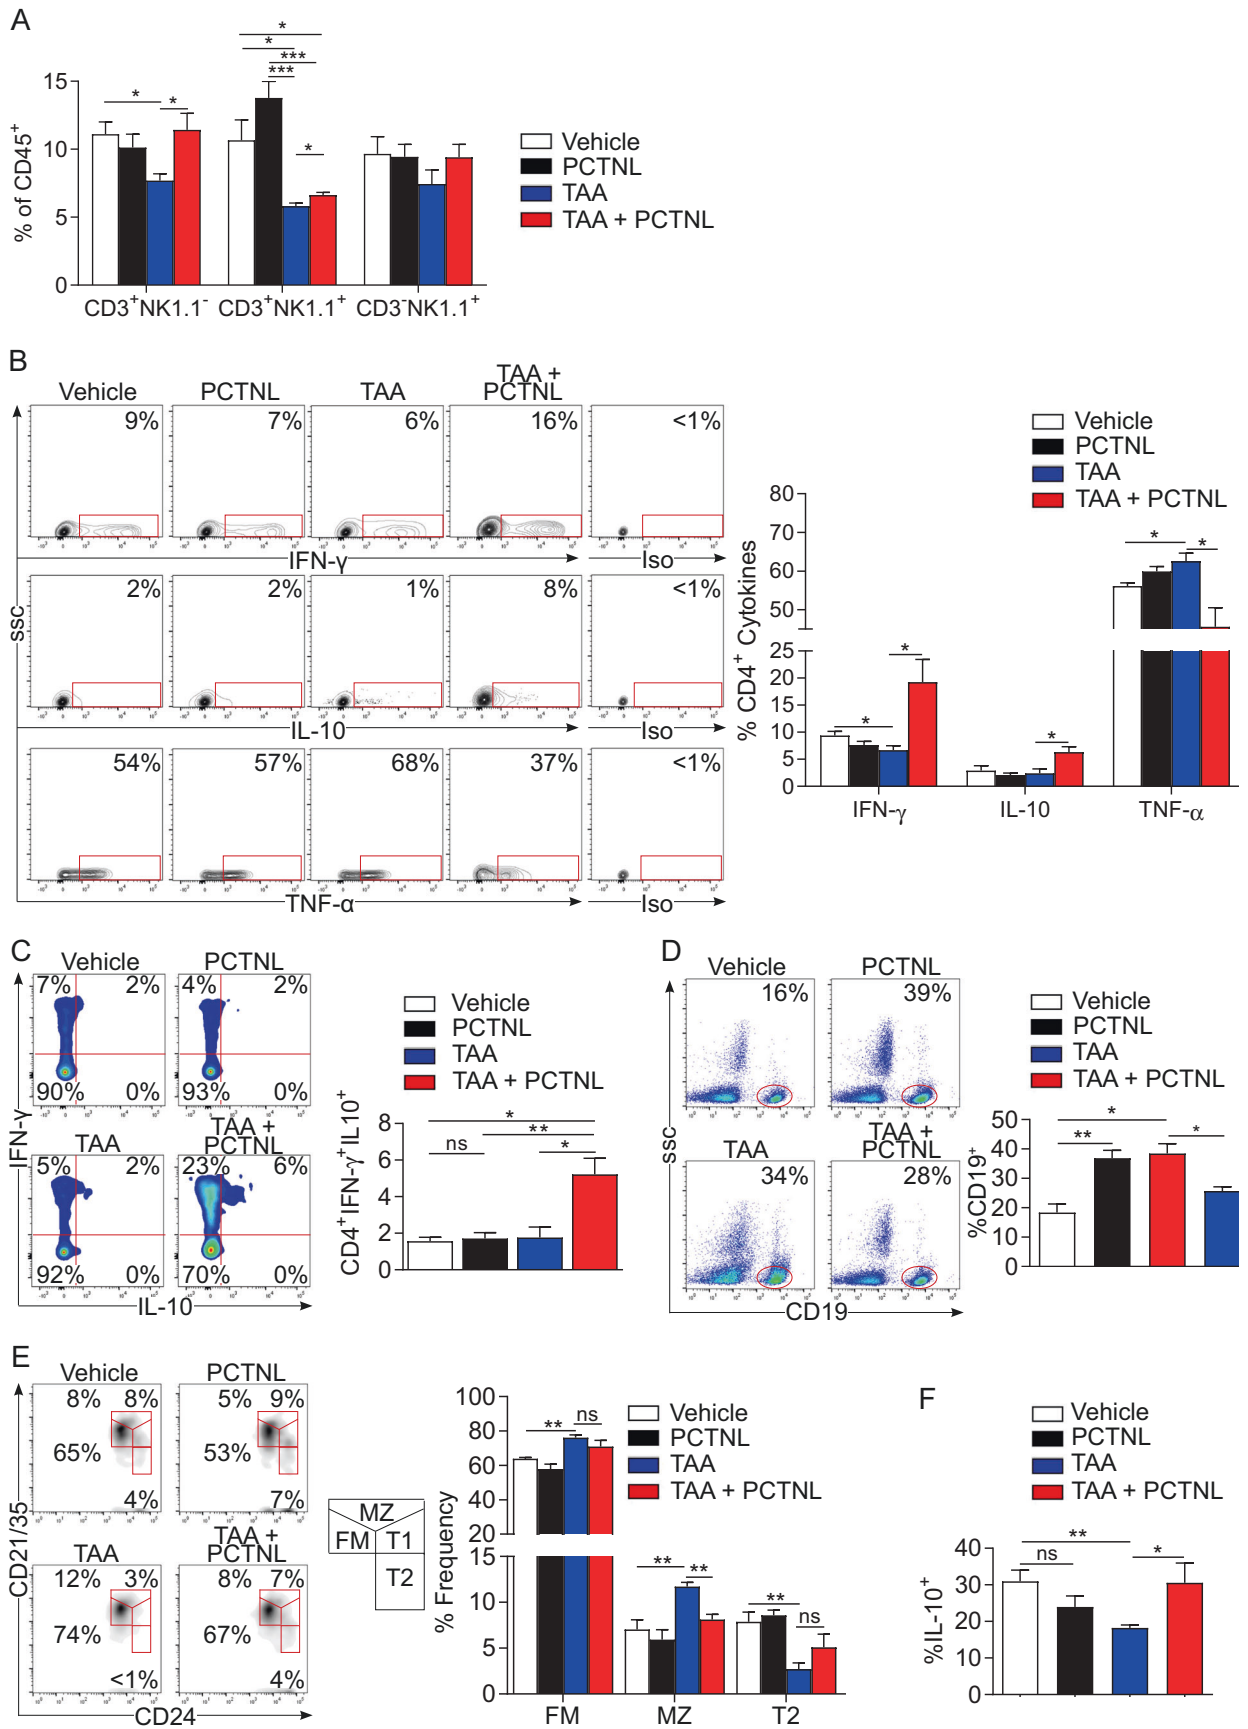 A
% of CD45+
15
10
5
0
* * * * *** *** *
CD3+NK1.1- CD3+NK1.1+ CD3-NK1.1+
Vehicle
PCTNL
TAA
TAA + PCTNL
B
Vehicle PCTNL TAA TAA + PCTNL
ssc
9% 7% 6% 16% <1%
IFN-γ Iso
2% 2% 1% 8% <1%
IL-10 Iso
54% 57% 68% 37% <1%
TNF-α Iso
Vehicle
PCTNL
TAA
TAA + PCTNL
% CD4+ Cytokines
80
70
60
50
25
20
15
10
5
0
* * * * *
IFN-γ IL-10 TNF-α
C
Vehicle PCTNL
7% 2% 4% 2%
90% 0% 93% 0%
TAA TAA + PCTNL
5% 2% 23% 6%
92% 0% 70% 0%
IFN-γ
IL-10
Vehicle
PCTNL
TAA
TAA + PCTNL
CD4+IFN-γ+IL10+
8
6
4
2
0
*
**
ns *
D
Vehicle PCTNL
16% 39%
TAA TAA + PCTNL
34% 28%
ssc
CD19
Vehicle
PCTNL
TAA
TAA + PCTNL
%CD19+
50
40
30
20
10
0
*
** *
E
Vehicle PCTNL
8% 8% 5% 9%
65% 53%
4% 7%
TAA TAA + PCTNL
12% 3% 8% 7%
74% 67%
<1% 4%
CD21/35
CD24
MZ
FM T1
T2
% Frequency
100
80
60
40
20
15
10
5
0
** ns
** **
** ns
FM MZ T2
Vehicle
PCTNL
TAA
TAA + PCTNL
F
Vehicle
PCTNL
TAA
TAA + PCTNL
%IL-10+
40
30
20
10
0
**
ns *